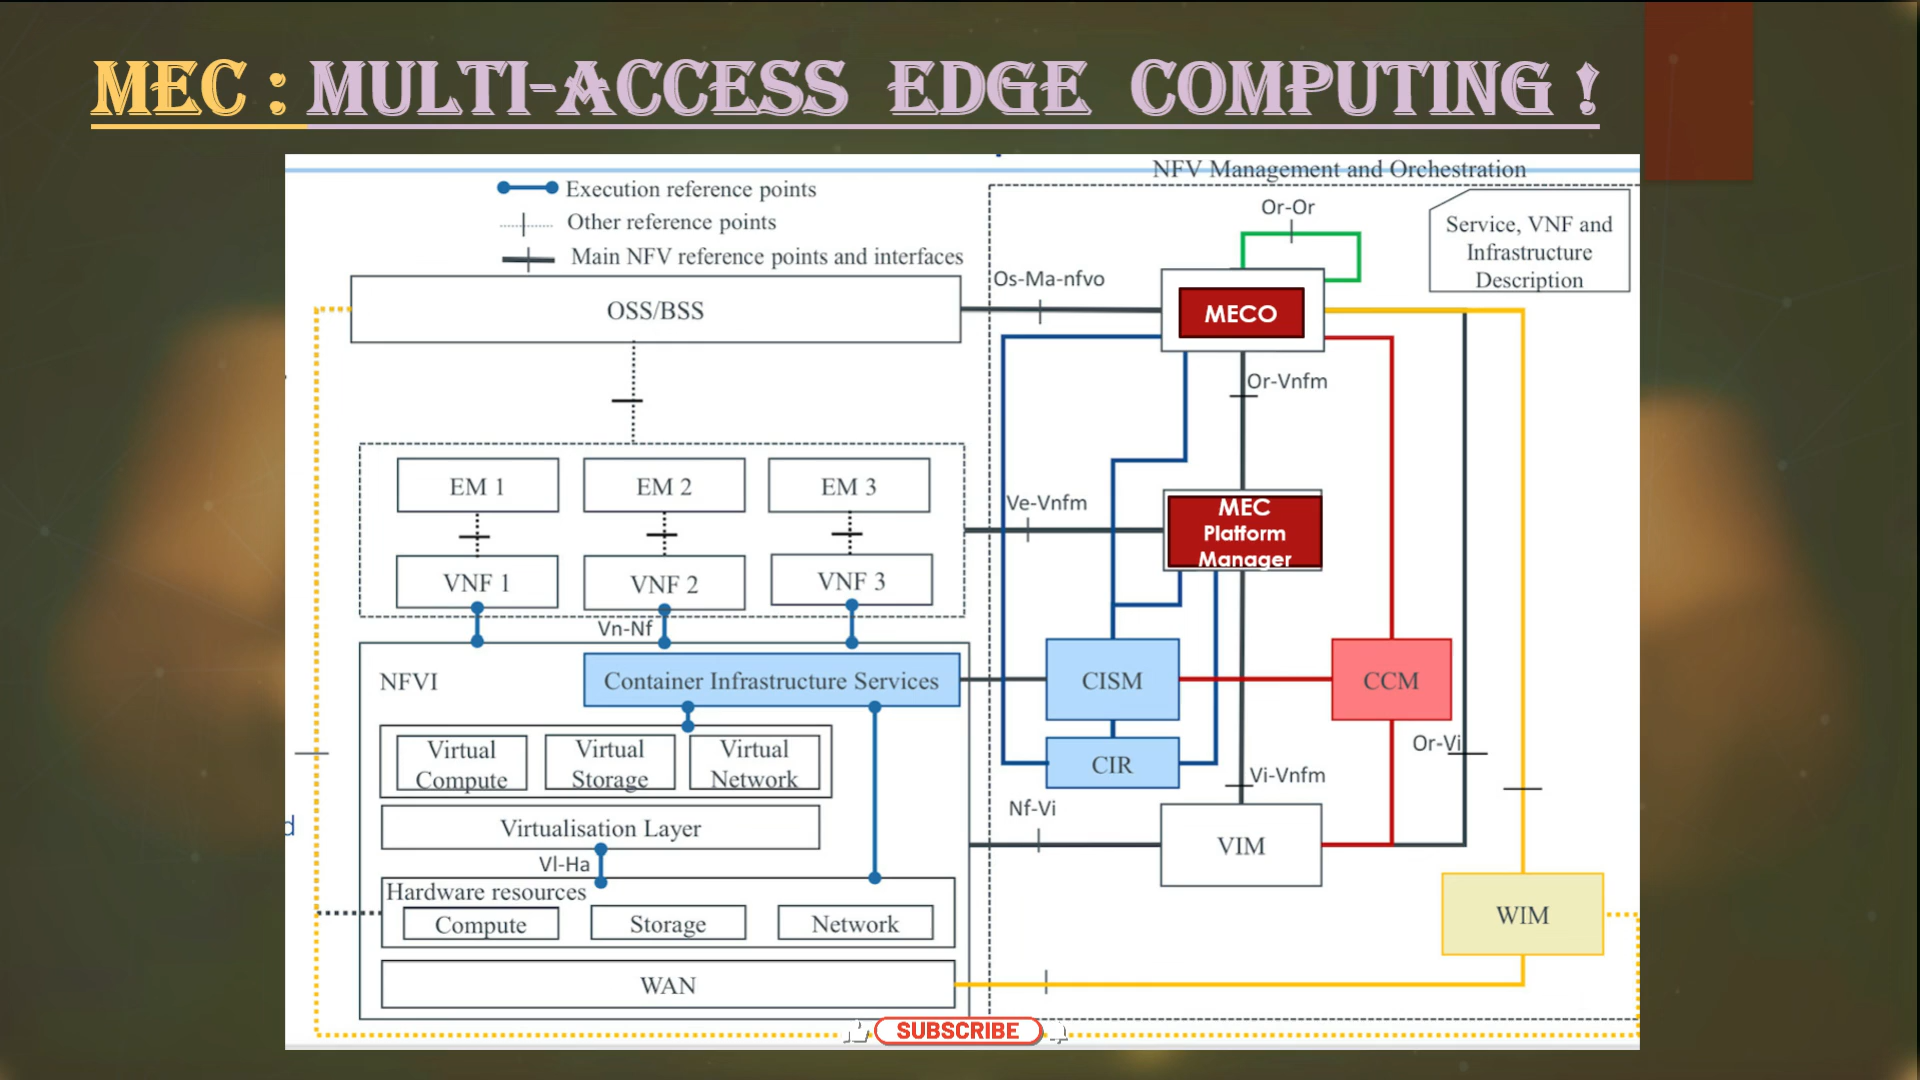 MEC : MULTI-ACCESS EDGE COMPUTING !
NFV Management and Orchestration
Execution reference points
Other reference points
Main NFV reference points and interfaces
Or-Or
Service, VNF and
Infrastructure
Description
Os-Ma-nfvo
OSS/BSS
MECO
Or-Vnfm
EM 1
EM 2
EM 3
Ve-Vnfm
MEC
Platform
Manager
VNF 1
VNF 2
VNF 3
Vn-Nf
NFVI
Container Infrastructure Services
CISM
CCM
Virtual
Compute
Virtual
Storage
Virtual
Network
Or-Vi
CIR
Vi-Vnfm
Nf-Vi
d
Virtualisation Layer
VIM
Vl-Ha
Hardware resources
Compute
Storage
Network
WIM
WAN
SUBSCRIBE